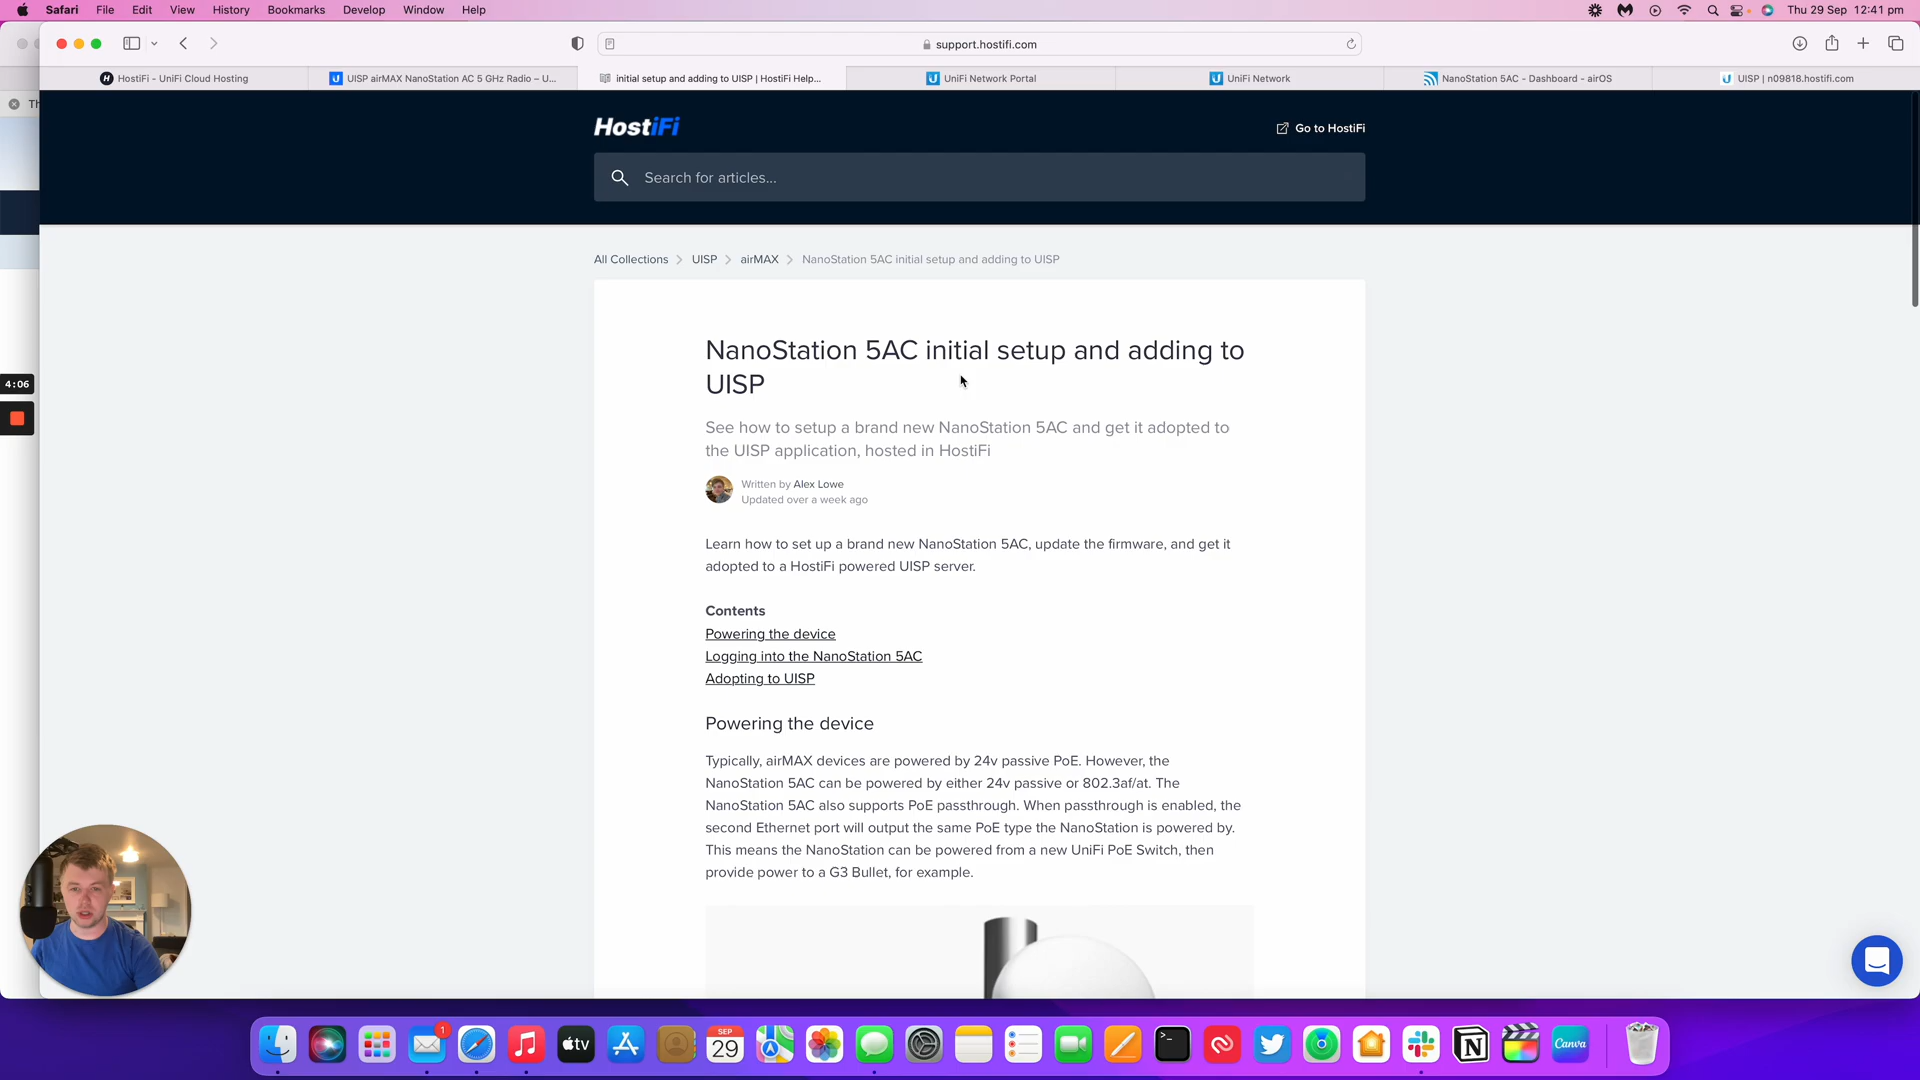 Safari File Edit View History Bookmarks Develop Window Help Thu 29 Sep 12:41 pm
support.hostifi.com
HostiFi - UniFi Cloud Hosting UISP airMAX NanoStation AC 5 GHz Radio – U... initial setup and adding to UISP | HostiFi Help... UniFi Network Portal UniFi Network NanoStation 5AC - Dashboard - airOS UISP | n09818.hostifi.com
Th
HostiFi
Go to HostiFi
Search for articles...
All Collections UISP airMAX NanoStation 5AC initial setup and adding to UISP
NanoStation 5AC initial setup and adding to
UISP
4:06
See how to setup a brand new NanoStation 5AC and get it adopted to
the UISP application, hosted in HostiFi
Written by Alex Lowe
Updated over a week ago
Learn how to set up a brand new NanoStation 5AC, update the firmware, and get it
adopted to a HostiFi powered UISP server.
Contents
Powering the device
Logging into the NanoStation 5AC
Adopting to UISP
Powering the device
Typically, airMAX devices are powered by 24v passive PoE. However, the
NanoStation 5AC can be powered by either 24v passive or 802.3af/at. The
NanoStation 5AC also supports PoE passthrough. When passthrough is enabled, the
second Ethernet port will output the same PoE type the NanoStation is powered by.
This means the NanoStation can be powered from a new UniFi PoE Switch, then
provide power to a G3 Bullet, for example.
1
tv
SEP
29
Canva